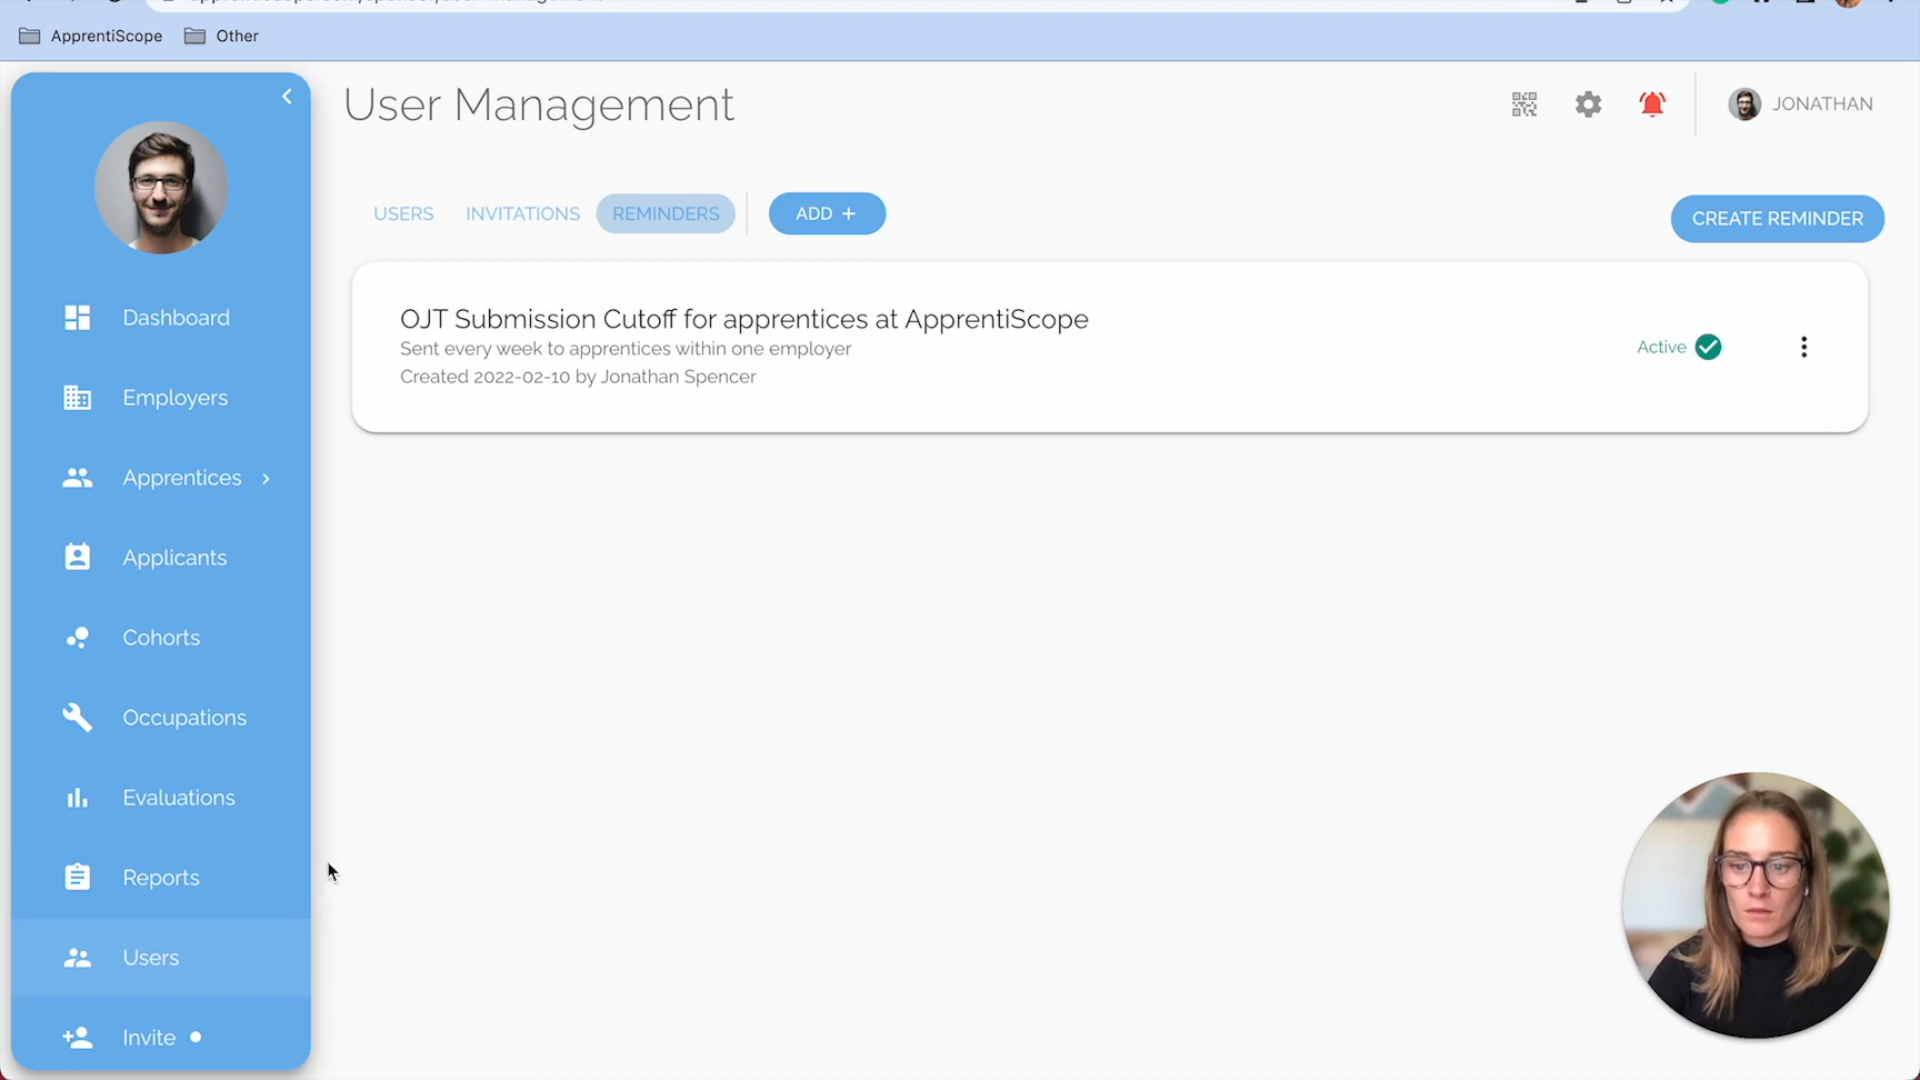 ApprentiScope
Other
User Management
JONATHAN
USERS
INVITATIONS
REMINDERS
ADD +
CREATE REMINDER
OJT Submission Cutoff for apprentices at ApprentiScope
Sent every week to apprentices within one employer
Created 2022-02-10 by Jonathan Spencer
Active
Dashboard
Employers
Apprentices
Applicants
Cohorts
Occupations
Evaluations
Reports
Users
Invite